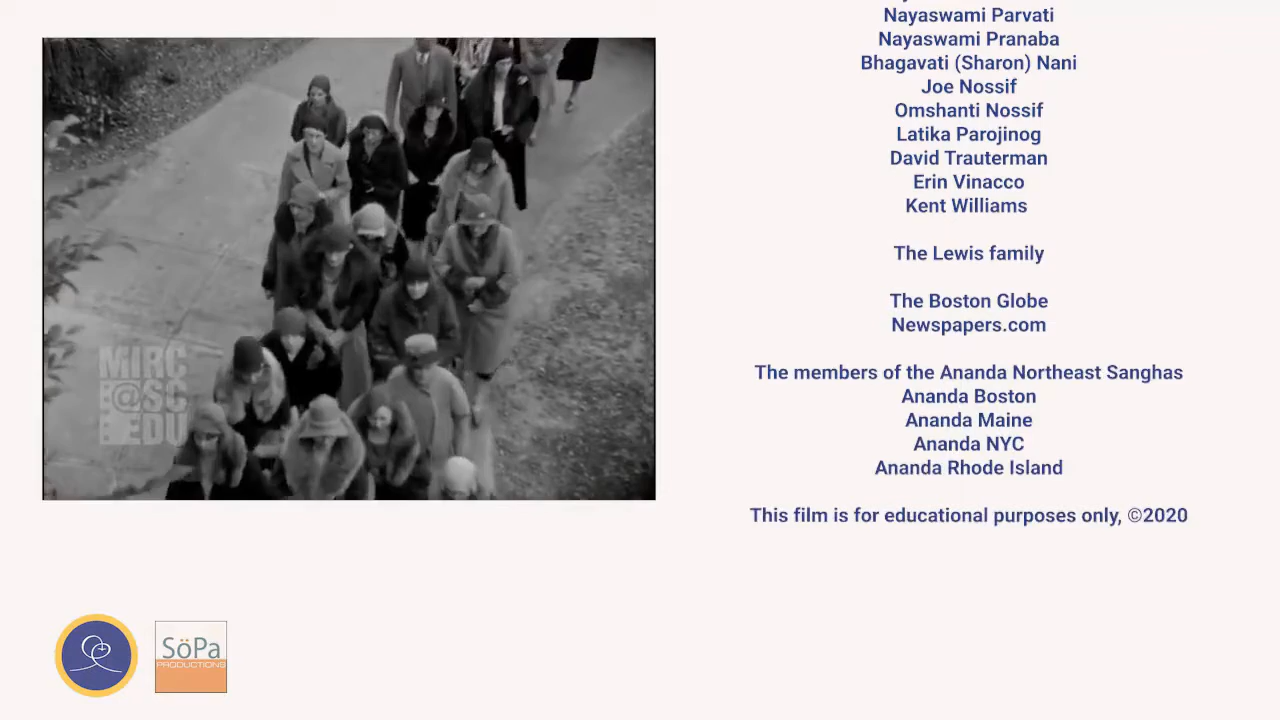 Nayaswami Parvati
Nayaswami Pranaba
Bhagavati (Sharon) Nani
Joe Nossif
Omshanti Nossif
Latika Parojinog
David Trauterman
Erin Vinacco
Kent Williams
The Lewis family
The Boston Globe
Newspapers.com
The members of the Ananda Northeast Sanghas
Ananda Boston
Ananda Maine
Ananda NYC
Ananda Rhode Island
This film is for educational purposes only, ©2020
MIRC
@SC
EDU
SöPa
PRODUCTIONS